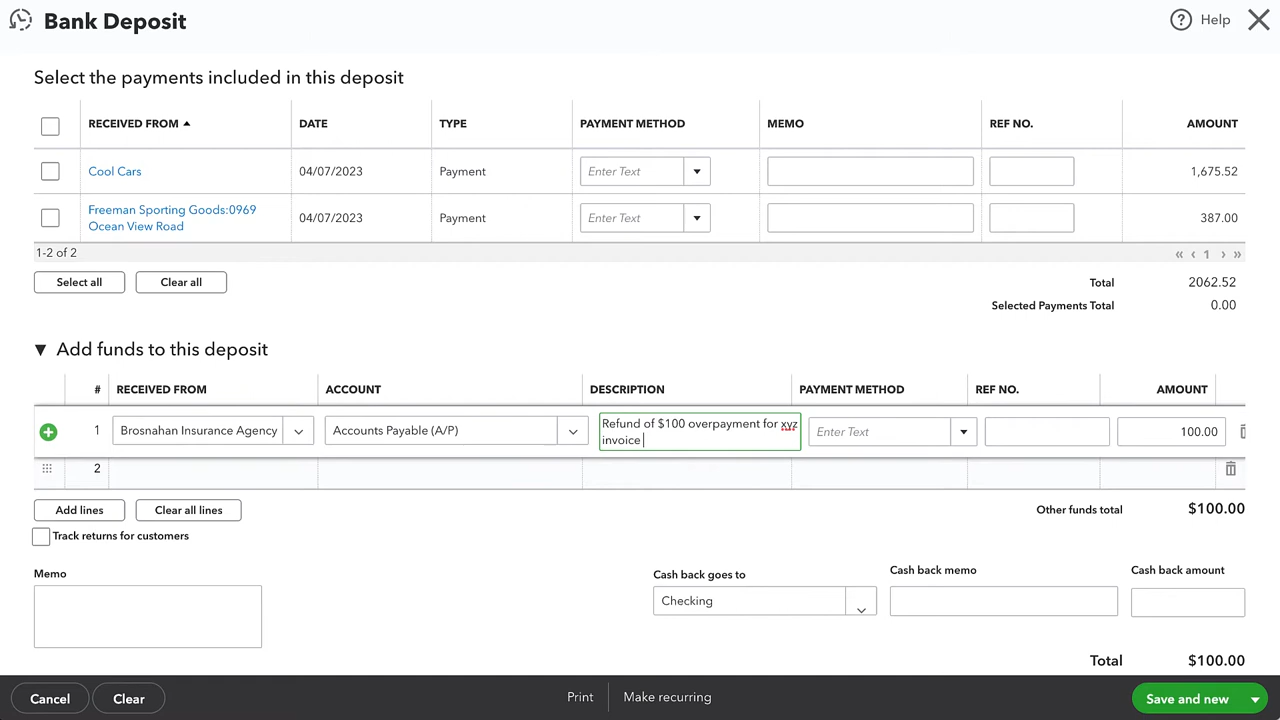 Bank Deposit
Help
Select the payments included in this deposit
RECEIVED FROM DATE TYPE PAYMENT METHOD MEMO REF NO. AMOUNT
Cool Cars 04/07/2023 Payment Enter Text 1,675.52
Freeman Sporting Goods:0969
Ocean View Road
04/07/2023 Payment Enter Text 387.00
1-2 of 2
« ‹ 1 › »
Select all Clear all
Total 2062.52
Selected Payments Total 0.00
Add funds to this deposit
# RECEIVED FROM ACCOUNT DESCRIPTION PAYMENT METHOD REF NO. AMOUNT
1 Brosnahan Insurance Agency Accounts Payable (A/P)
Refund of $100 overpayment for xyz
invoice
Enter Text 100.00
2
Add lines Clear all lines
Other funds total $100.00
Track returns for customers
Memo
Cash back goes to Cash back memo Cash back amount
Checking
Total $100.00
Cancel Clear Print Make recurring Save and new